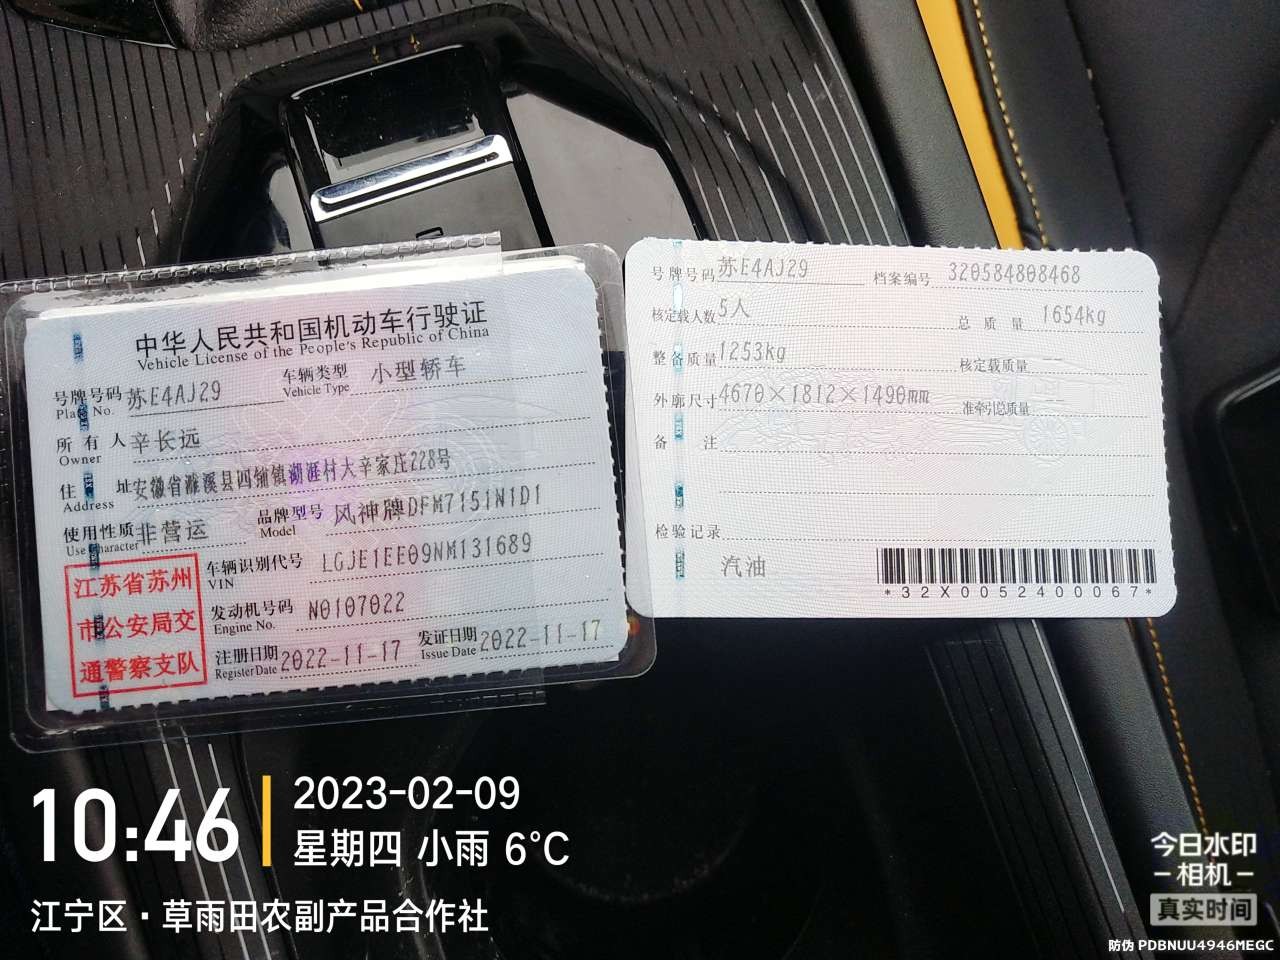 中华人民共和国机动车行驶证
Vehicle License of the People's Republic of China
号牌号码 苏E4AJ29 车辆类型 小型轿车
Plate No. Vehicle Type
所有人 辛长远
Owner
住址 安徽省濉溪县四铺镇湖涯村大辛家庄228号
Address
使用性质 非营运 品牌型号 风神牌DFM7151N1D1
Use Character Model
车辆识别代号 LGJE1EE09NM131689
VIN
发动机号码 N0107022
Engine No.
注册日期 2022-11-17 发证日期 2022-11-17
Register Date Issue Date
江苏省苏州
市公安局交
通警察支队
号牌号码 苏E4AJ29 档案编号 320584808468
核定载人数 5人 总质量 1654kg
整备质量 1253kg 核定载质量 --
外廓尺寸 4670×1812×1490mm 准牵引总质量 --
备注
检验记录
汽油
*32X0052400067*
10:46
2023-02-09
星期四 小雨 6°C
江宁区·草雨田农副产品合作社
今日水印
-相机-
真实时间
防伪 PDBNUU4946MEGC